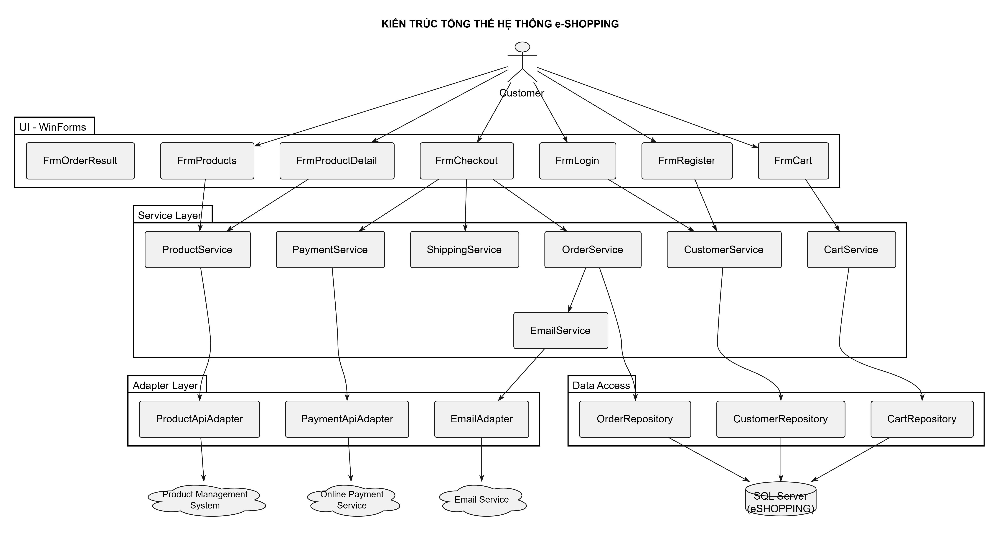 KIẾN TRÚC TỔNG THỂ HỆ THỐNG e-SHOPPING
Customer
UI - WinForms
FrmOrderResult
FrmProducts
FrmProductDetail
FrmCheckout
FrmLogin
FrmRegister
FrmCart
Service Layer
ProductService
PaymentService
ShippingService
OrderService
CustomerService
CartService
EmailService
Adapter Layer
Data Access
ProductApiAdapter
PaymentApiAdapter
EmailAdapter
OrderRepository
CustomerRepository
CartRepository
Product Management
System
Online Payment
Service
Email Service
SQL Server
(eSHOPPING)